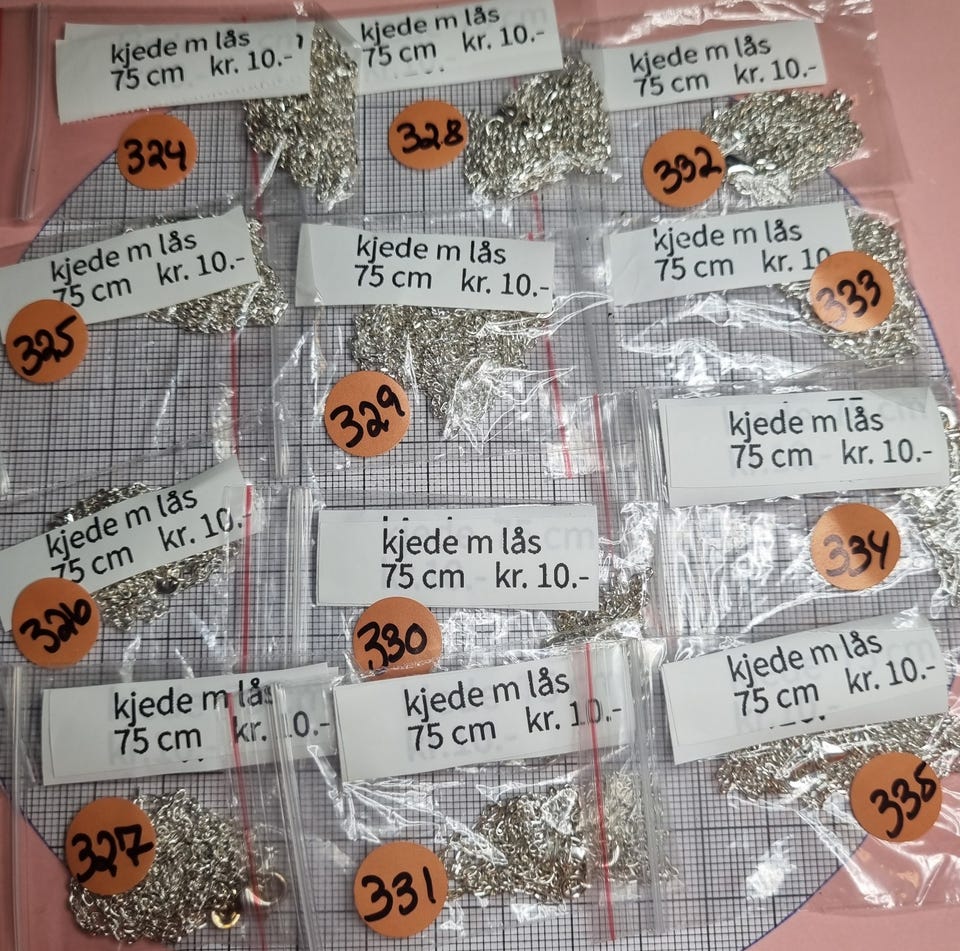 kjede m lås
75 cm kr. 10.-
324
kjede m lås
75 cm kr. 10.-
328
kjede m lås
75 cm kr. 10.-
332
kjede m lås
75 cm kr. 10.-
325
kjede m lås
75 cm kr. 10.-
329
kjede m lås
75 cm kr. 10
333
kjede m lås
75 cm kr. 10.-
334
kjede m lås
75 cm kr. 10.-
326
kjede m lås
75 cm kr. 10.-
330
kjede m lås
75 cm kr. 10.-
335
kjede m lås
75 cm kr. 10.-
327
kjede m lås
75 cm kr. 10.-
331